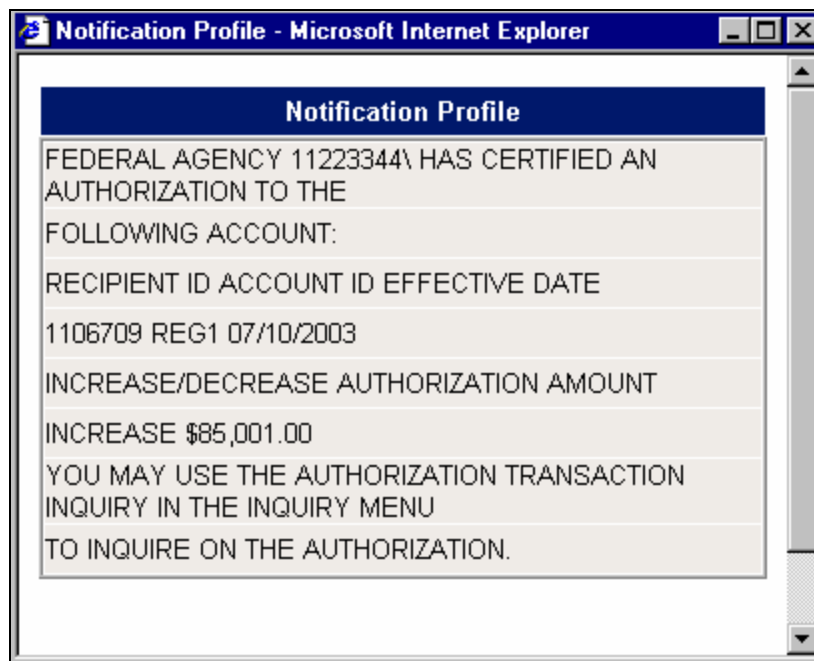 Notification Profile - Microsoft Internet Explorer
Notification Profile
FEDERAL AGENCY 11223344\ HAS CERTIFIED AN
AUTHORIZATION TO THE
FOLLOWING ACCOUNT:
RECIPIENT ID ACCOUNT ID EFFECTIVE DATE
1106709 REG1 07/10/2003
INCREASE/DECREASE AUTHORIZATION AMOUNT
INCREASE $85,001.00
YOU MAY USE THE AUTHORIZATION TRANSACTION
INQUIRY IN THE INQUIRY MENU
TO INQUIRE ON THE AUTHORIZATION.